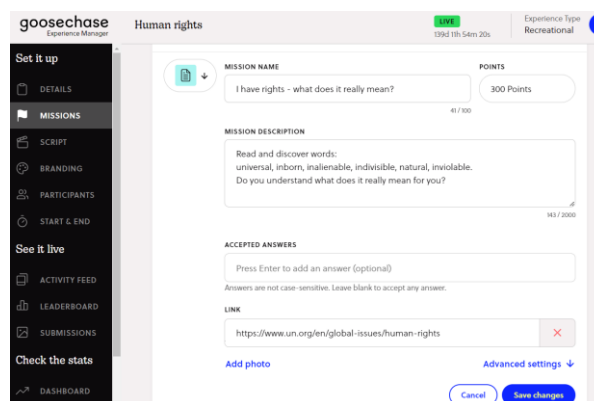 goosechase
Experience Manager
Human rights
LIVE
139d 11h 54m 20s
Experience Type
Recreational
Set it up
DETAILS
MISSIONS
SCRIPT
BRANDING
PARTICIPANTS
START & END
See it live
ACTIVITY FEED
LEADERBOARD
SUBMISSIONS
Check the stats
DASHBOARD
MISSION NAME
I have rights - what does it really mean?
41 / 100
POINTS
300 Points
MISSION DESCRIPTION
Read and discover words:
universal, inborn, inalienable, indivisible, natural, inviolable.
Do you understand what does it really mean for you?
143 / 2000
ACCEPTED ANSWERS
Press Enter to add an answer (optional)
Answers are not case-sensitive. Leave blank to accept any answer.
LINK
https://www.un.org/en/global-issues/human-rights
Add photo
Advanced settings
Cancel
Save changes